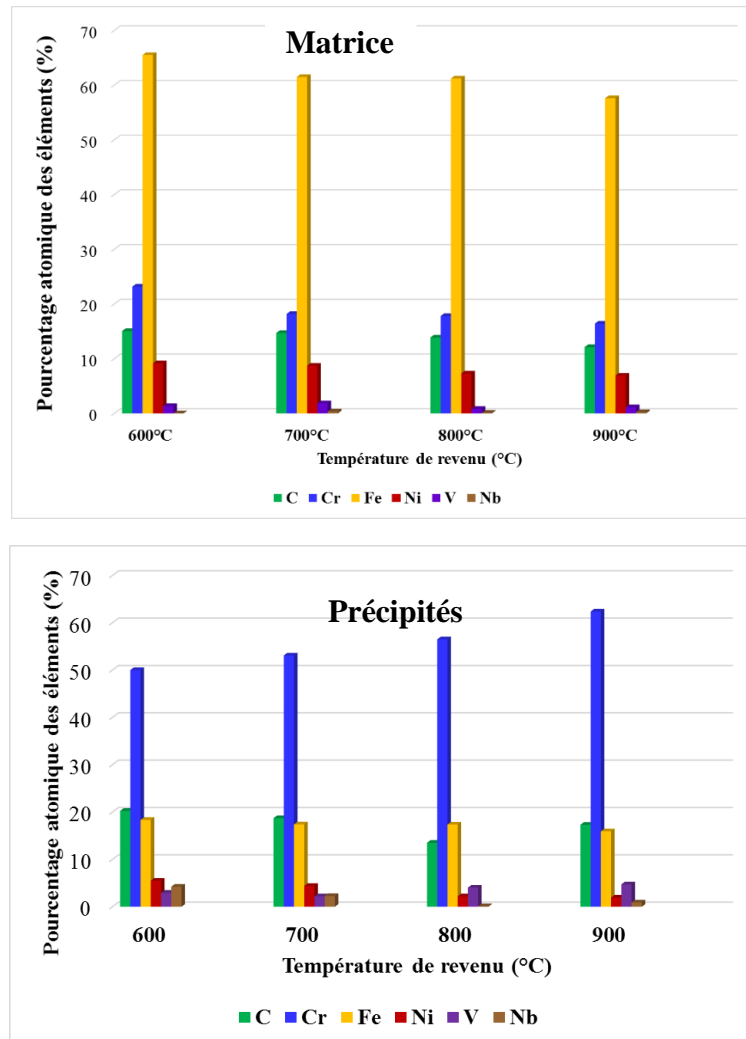 Matrice
Pourcentage atomique des éléments (%)
70
60
50
40
30
20
10
0
600°C 700°C 800°C 900°C
Température de revenu (°C)
C Cr Fe Ni V Nb
Précipités
Pourcentage atomique des éléments (%)
70
60
50
40
30
20
10
0
600 700 800 900
Température de revenu (°C)
C Cr Fe Ni V Nb